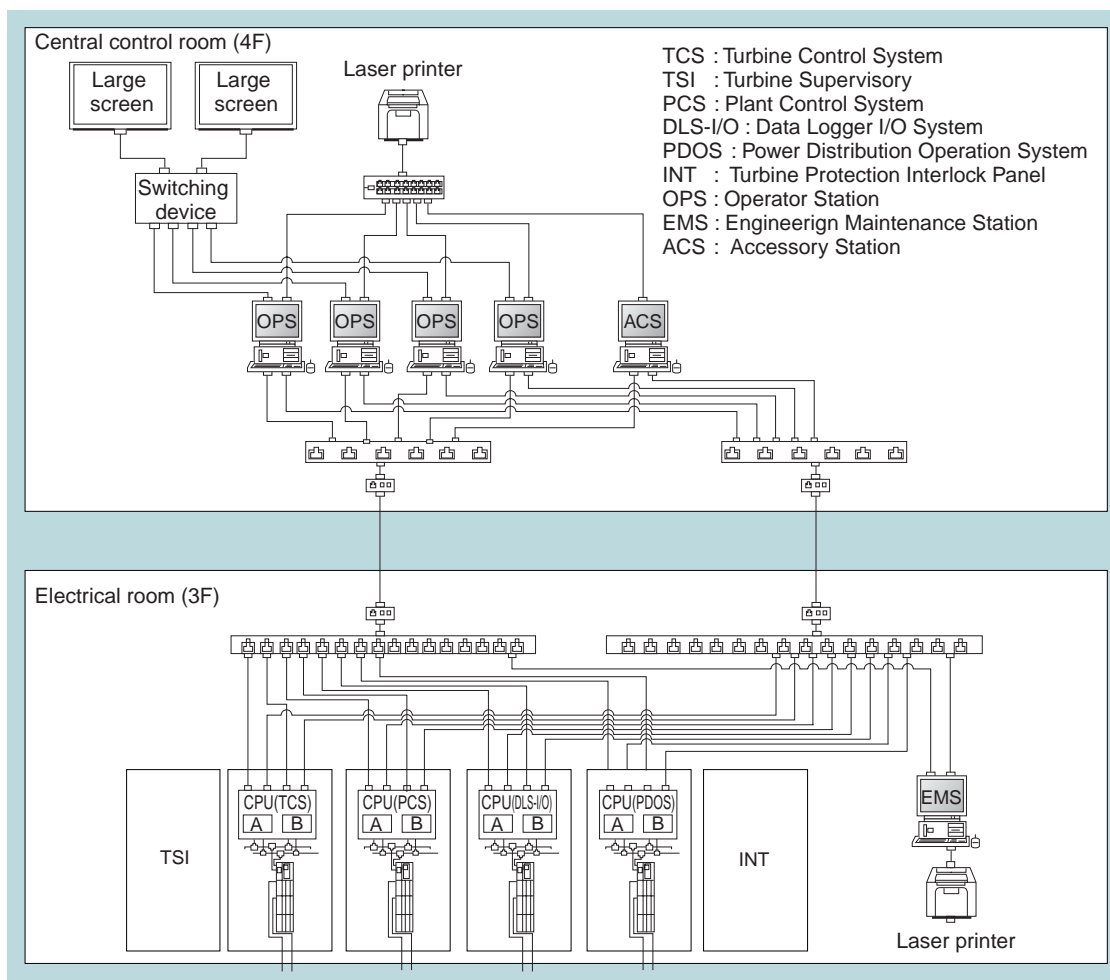 Central control room (4F)
Large
screen
Large
screen
Laser printer
TCS : Turbine Control System
TSI : Turbine Supervisory
PCS : Plant Control System
DLS-I/O : Data Logger I/O System
PDOS : Power Distribution Operation System
INT : Turbine Protection Interlock Panel
OPS : Operator Station
EMS : Engineerign Maintenance Station
ACS : Accessory Station
Switching
device
OPS
OPS
OPS
OPS
ACS
Electrical room (3F)
TSI
CPU(TCS)
A B
CPU(PCS)
A B
CPU(DLS-I/O)
A B
CPU(PDOS)
A B
INT
EMS
Laser printer